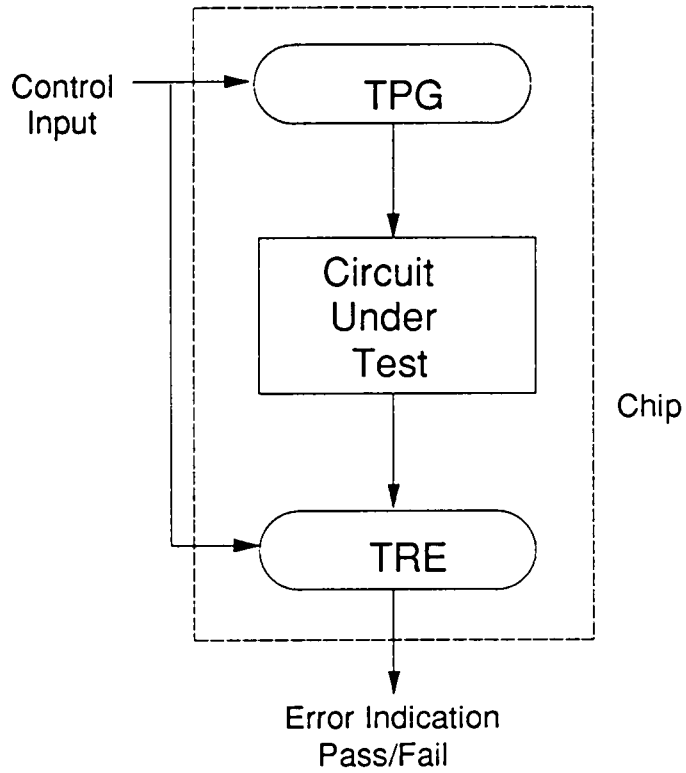 Control
Input
TPG
Circuit
Under
Test
Chip
TRE
Error Indication
Pass/Fail